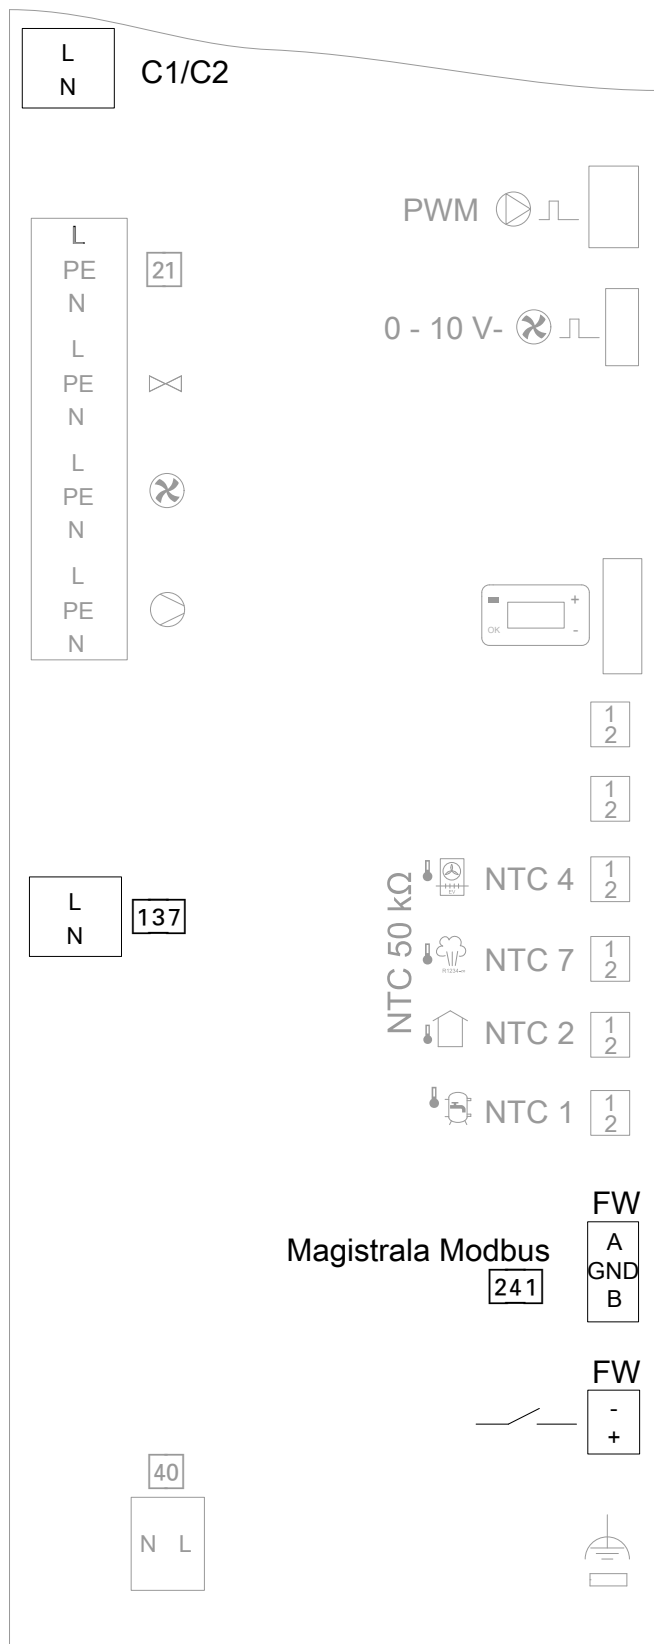 L
N
C1/C2
PWM
L
PE
N
21
0 - 10 V-
L
PE
N
L
PE
N
L
PE
N
+
OK
-
1
2
1
2
L
N
137
NTC 50 kΩ
EV
NTC 4
1
2
NTC 7
1
2
NTC 2
1
2
NTC 1
1
2
FW
Magistrala Modbus
241
A
GND
B
FW
-
+
40
N L